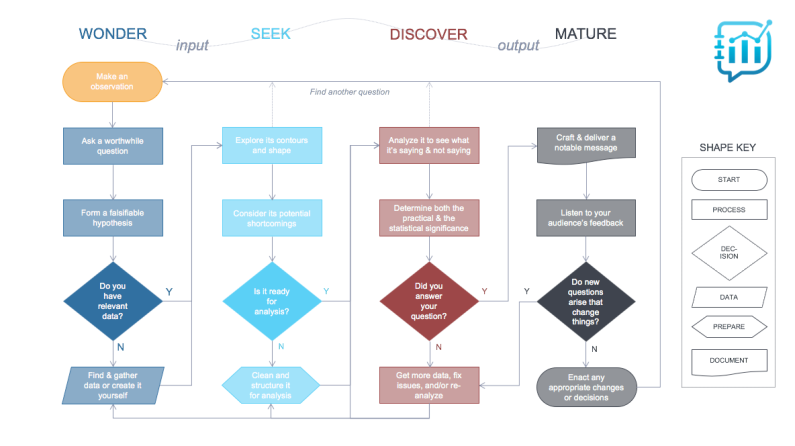 WONDER
input
SEEK
DISCOVER
output
MATURE
Make an
observation
Find another question
Ask a worthwhile
question
Form a falsifiable
hypothesis
Do you
have
relevant
data?
Y
N
Find & gather
data or create it
yourself
Explore its contours
and shape
Consider its potential
shortcomings
Is it ready
for
analysis?
Y
N
Clean and
structure it
for analysis
Analyze it to see what
it's saying & not saying
Determine both the
practical & the
statistical significance
Did you
answer
your
question?
Y
N
Get more data, fix
issues, and/or re-
analyze
Craft & deliver a
notable message
Listen to your
audience's feedback
Do new
questions
arise that
change
things?
Y
N
Enact any
appropriate changes
or decisions
SHAPE KEY
START
PROCESS
DEC-
ISION
DATA
PREPARE
DOCUMENT